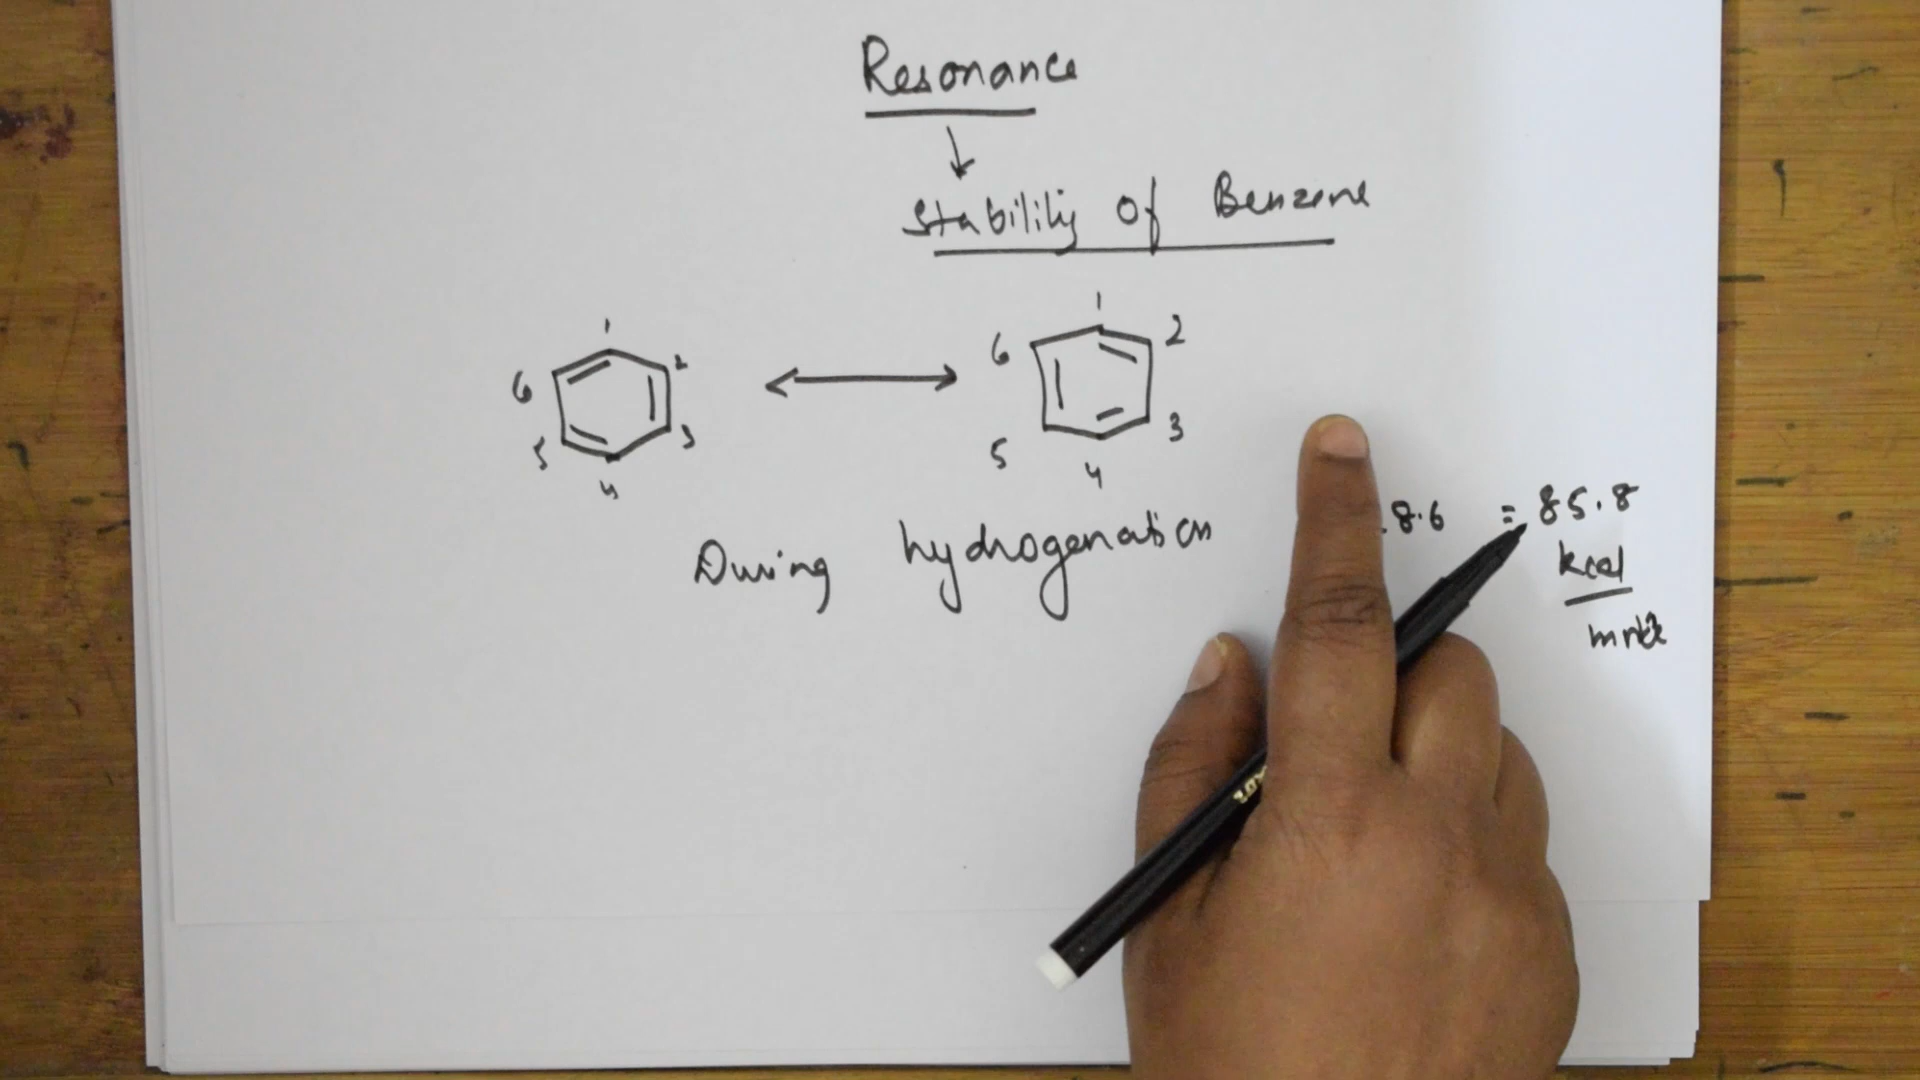 Resonance
Stability Of Benzene
1
6 2
5 3
4
1
6 2
5 3
4
During hydrogenation
.8.6 = 85.8
kcal